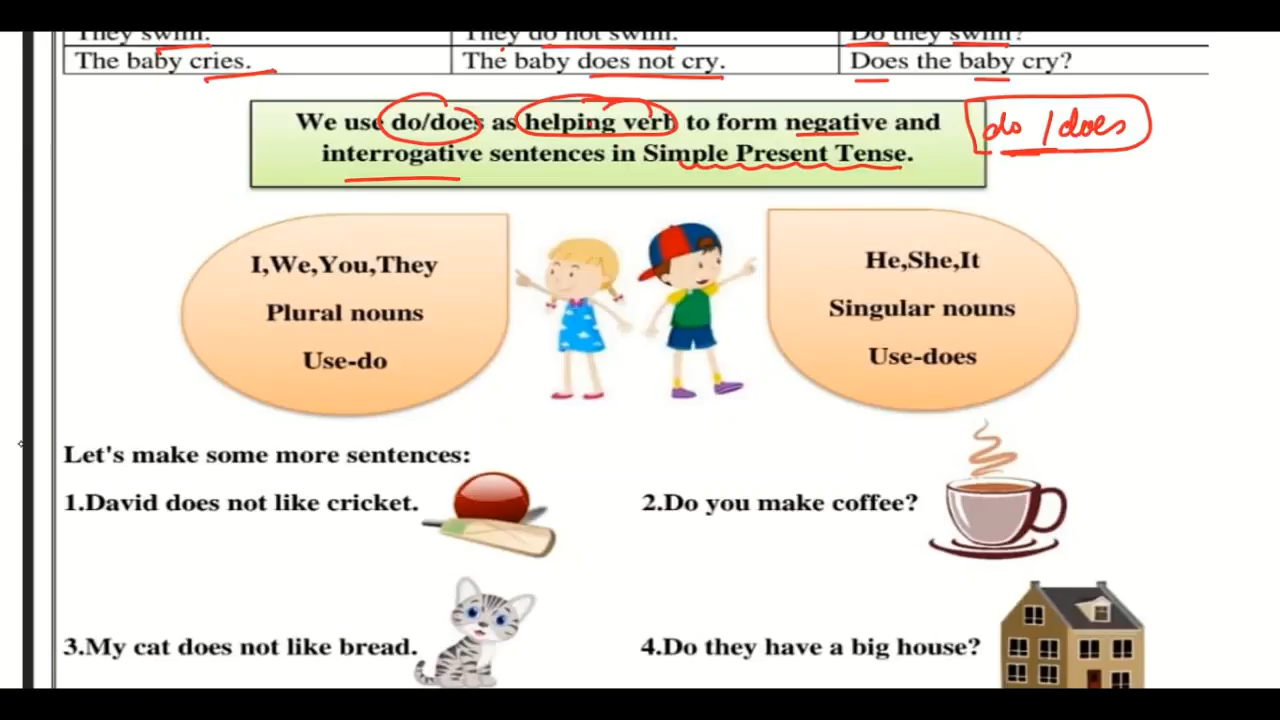 They swim. They do not swim. Do they swim?
The baby cries. The baby does not cry. Does the baby cry?
We use do/does as helping verb to form negative and
interrogative sentences in Simple Present Tense.
do / does
I,We,You,They
Plural nouns
Use-do
He,She,It
Singular nouns
Use-does
Let's make some more sentences:
1.David does not like cricket.
2.Do you make coffee?
3.My cat does not like bread.
4.Do they have a big house?